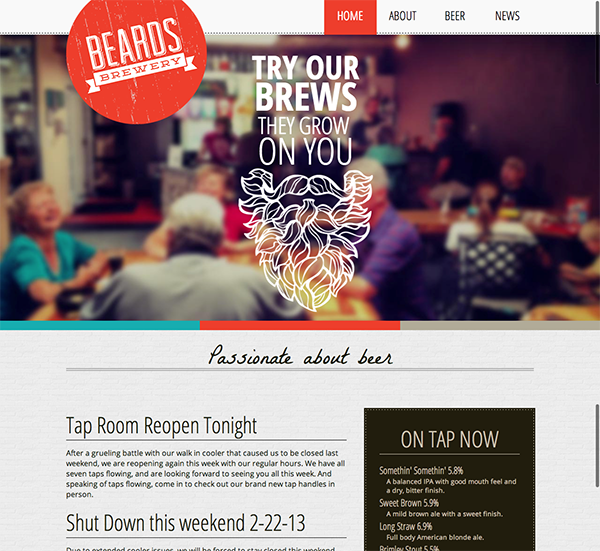 HOME ABOUT BEER NEWS
BEARDS
BREWERY
TRY OUR
BREWS
THEY GROW
ON YOU
Passionate about beer
Tap Room Reopen Tonight
After a grueling battle with our walk in cooler that caused us to be closed last
weekend, we are reopening again this week with our regular hours. We have all
seven taps flowing, and are looking forward to seeing you all this week. And
speaking of taps flowing, come in to check out our brand new tap handles in
person.
Shut Down this weekend 2-22-13
Due to extended cooler issues, we will be forced to stay closed this weekend
ON TAP NOW
Somethin' Somethin' 5.8%
A balanced IPA with good mouth feel and
a dry, bitter finish.
Sweet Brown 5.9%
A mild brown ale with a sweet finish.
Long Straw 6.9%
Full body American blonde ale.
Brimley Stout 5.5%